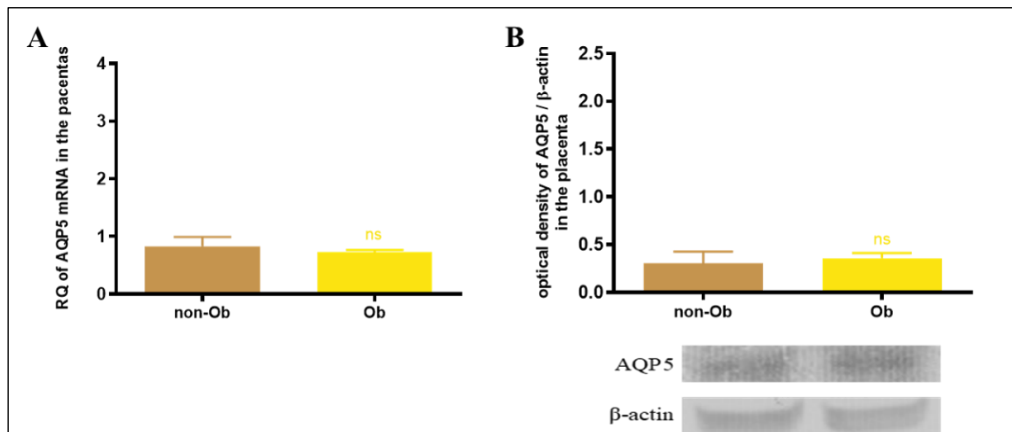 A
RQ of AQP5 mRNA in the pacentas
4
3
2
1
0
ns
non-Ob
Ob
B
optical density of AQP5 / β-actin
in the placenta
2.5
2.0
1.5
1.0
0.5
0.0
ns
non-Ob
Ob
AQP5
β-actin